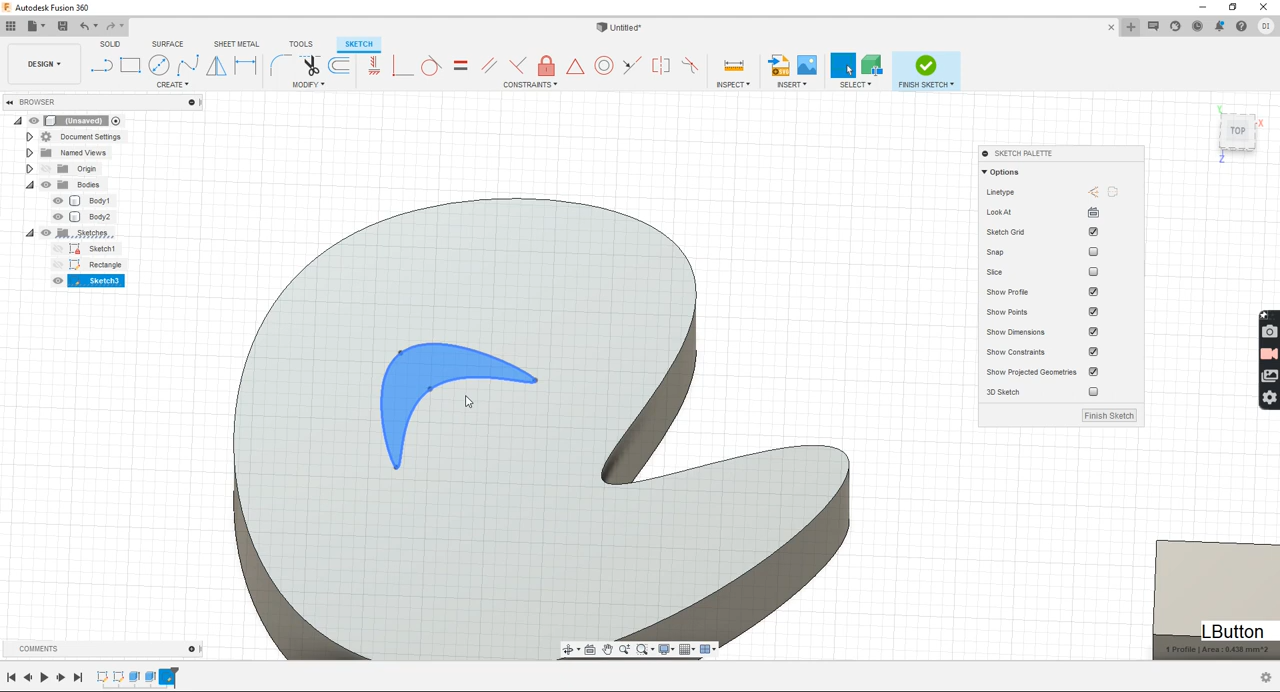 Autodesk Fusion 360
Untitled*
DI
DESIGN
SOLID
SURFACE
SHEET METAL
TOOLS
SKETCH
CREATE
MODIFY
CONSTRAINTS
INSPECT
INSERT
SELECT
FINISH SKETCH
BROWSER
(Unsaved)
Document Settings
Named Views
Origin
Bodies
Body1
Body2
Sketches
Sketch1
Rectangle
Sketch3
TOP
X
Y
Z
SKETCH PALETTE
Options
Linetype
Look At
Sketch Grid
Snap
Slice
Show Profile
Show Points
Show Dimensions
Show Constraints
Show Projected Geometries
3D Sketch
Finish Sketch
LButton
1 Profile | Area : 0.438 mm^2
COMMENTS